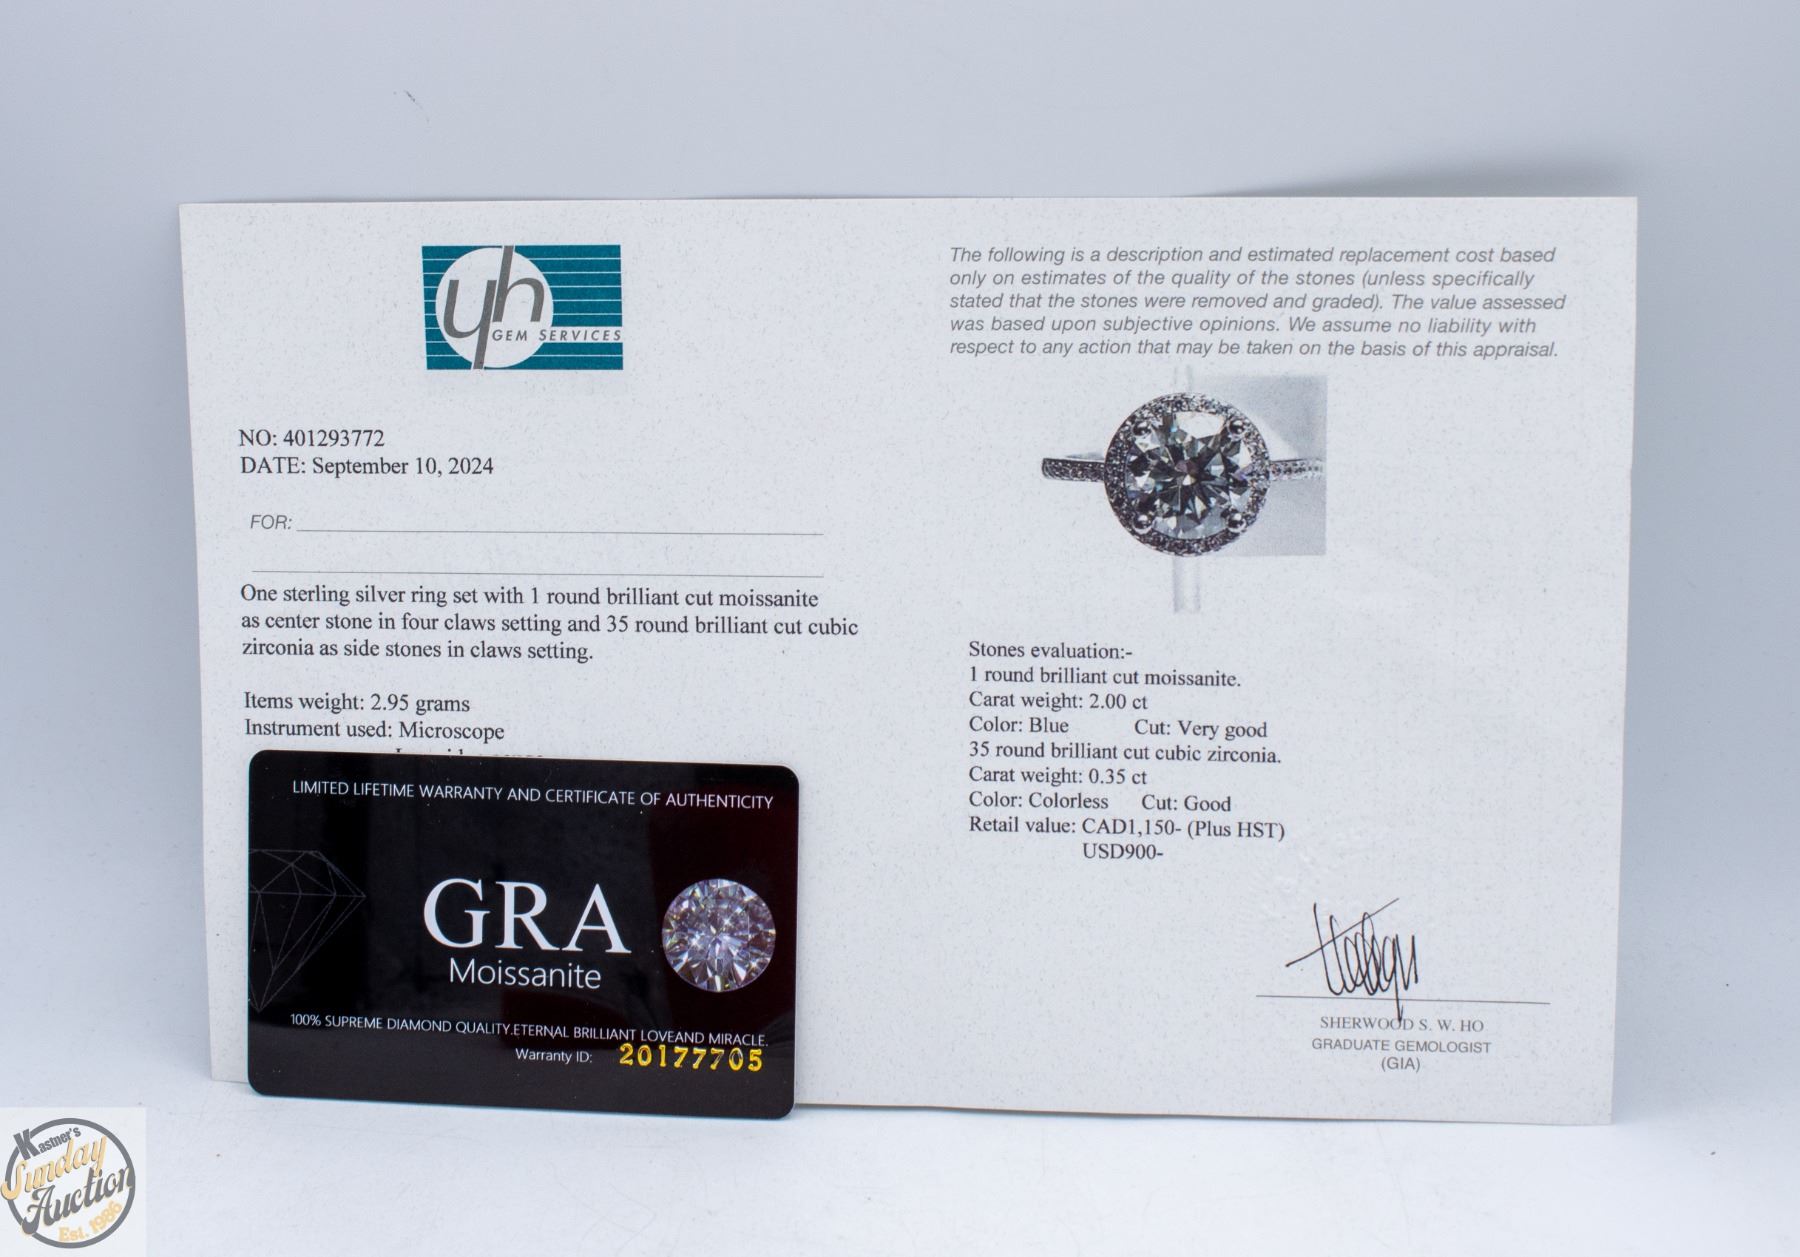 yh
GEM SERVICES
NO: 401293772
DATE: September 10, 2024
FOR:
One sterling silver ring set with 1 round brilliant cut moissanite
as center stone in four claws setting and 35 round brilliant cut cubic
zirconia as side stones in claws setting.
Items weight: 2.95 grams
Instrument used: Microscope
The following is a description and estimated replacement cost based
only on estimates of the quality of the stones (unless specifically
stated that the stones were removed and graded). The value assessed
was based upon subjective opinions. We assume no liability with
respect to any action that may be taken on the basis of this appraisal.
Stones evaluation:-
1 round brilliant cut moissanite.
Carat weight: 2.00 ct
Color: Blue Cut: Very good
35 round brilliant cut cubic zirconia.
Carat weight: 0.35 ct
Color: Colorless Cut: Good
Retail value: CAD1,150- (Plus HST)
USD900-
SHERWOOD S. W. HO
GRADUATE GEMOLOGIST
(GIA)
LIMITED LIFETIME WARRANTY AND CERTIFICATE OF AUTHENTICITY
GRA
Moissanite
100% SUPREME DIAMOND QUALITY.ETERNAL BRILLIANT LOVEAND MIRACLE.
Warranty ID: 20177705
Kastner's
Sunday
Auction
Est. 1986